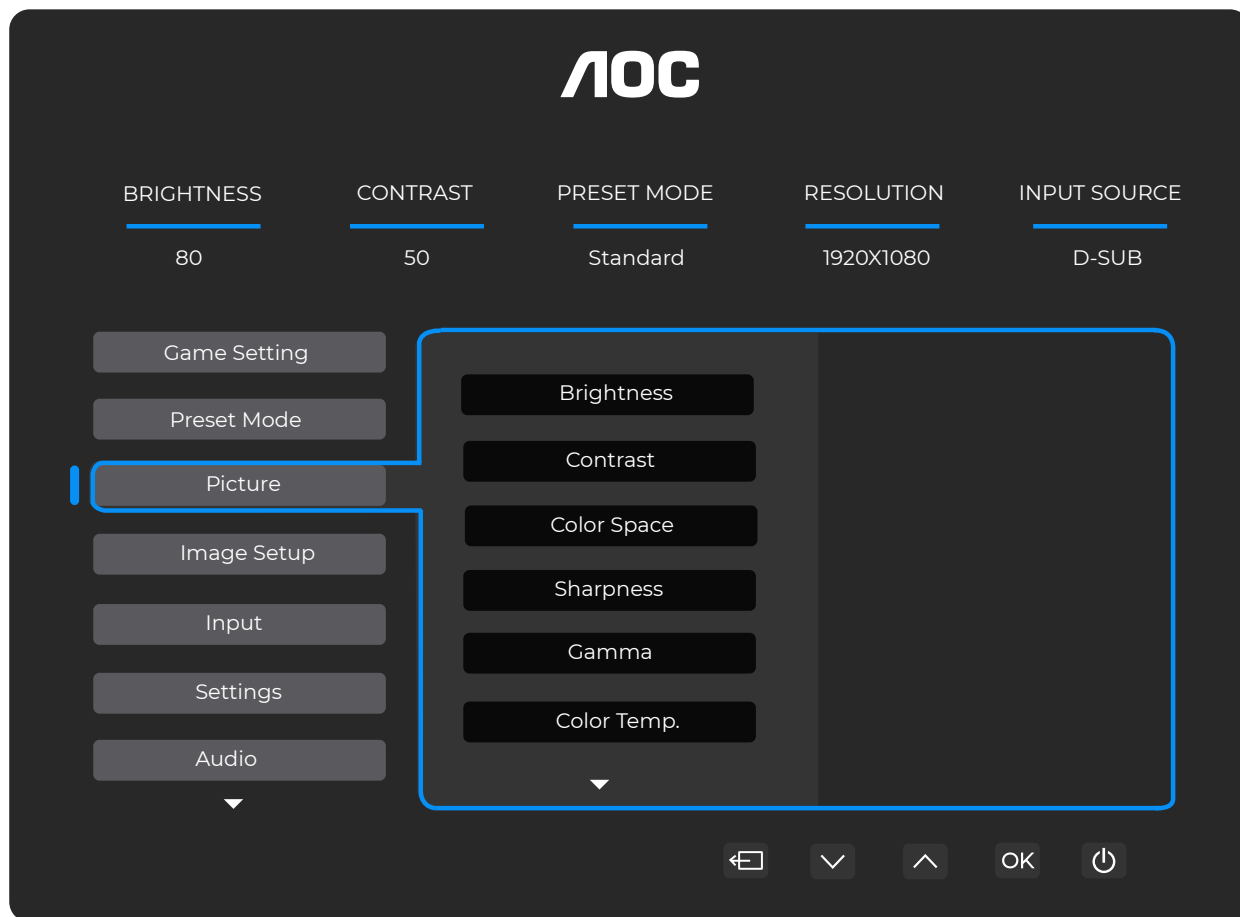 AOC
BRIGHTNESS CONTRAST PRESET MODE RESOLUTION INPUT SOURCE
80 50 Standard 1920X1080 D-SUB
Game Setting
Preset Mode
Picture
Image Setup
Input
Settings
Audio
Brightness
Contrast
Color Space
Sharpness
Gamma
Color Temp.
OK